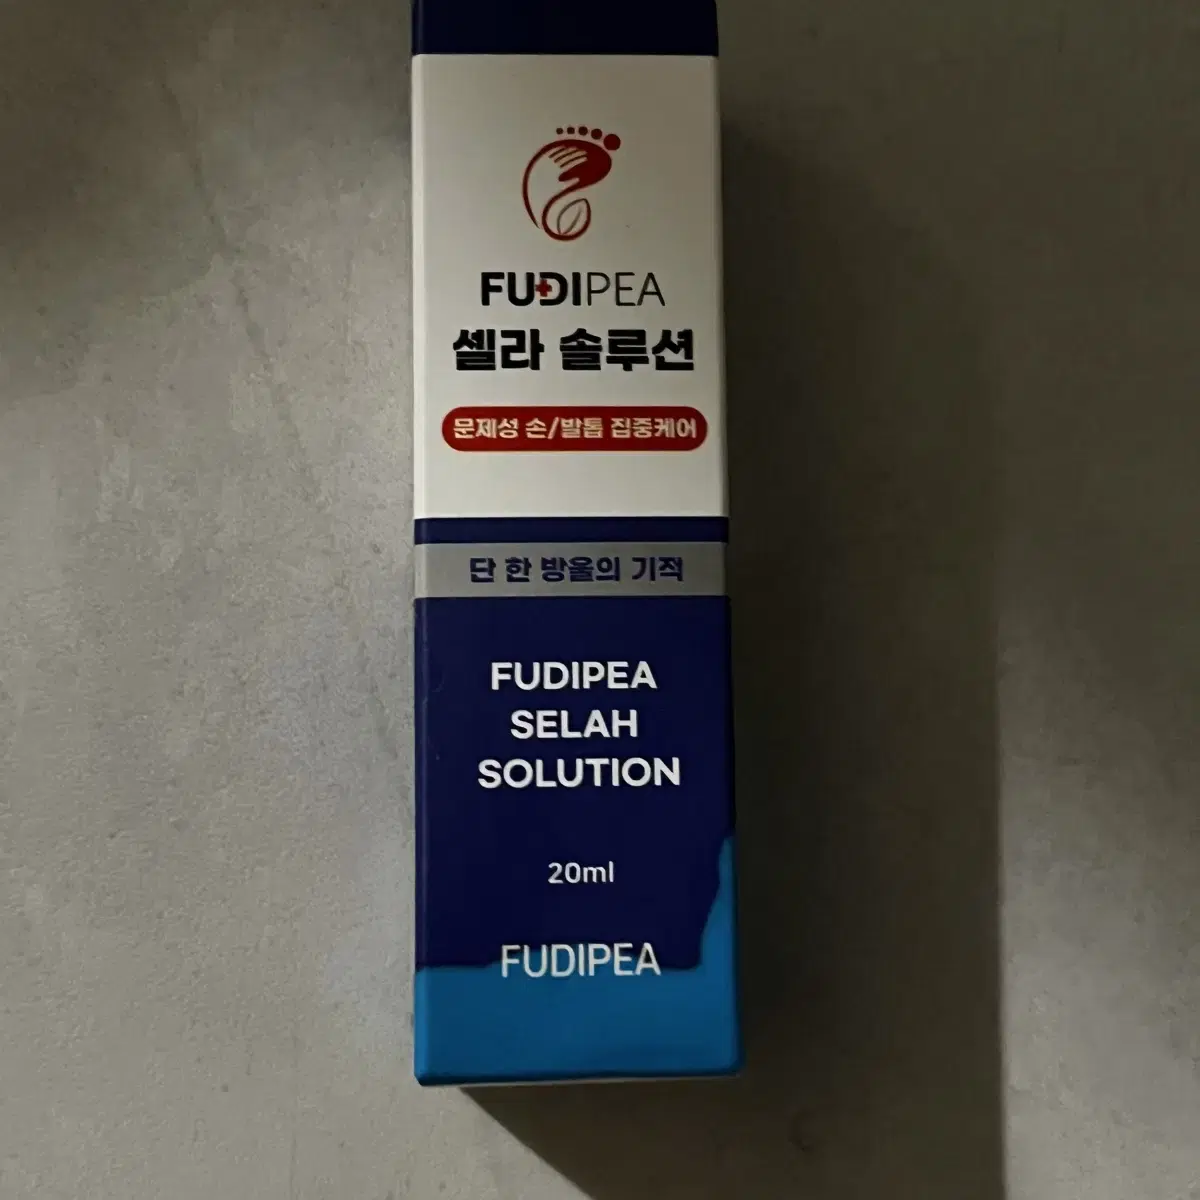 FUDIPEA
셀라 솔루션
문제성 손/발톱 집중케어
단 한 방울의 기적
FUDIPEA
SELAH
SOLUTION
20ml
FUDIPEA